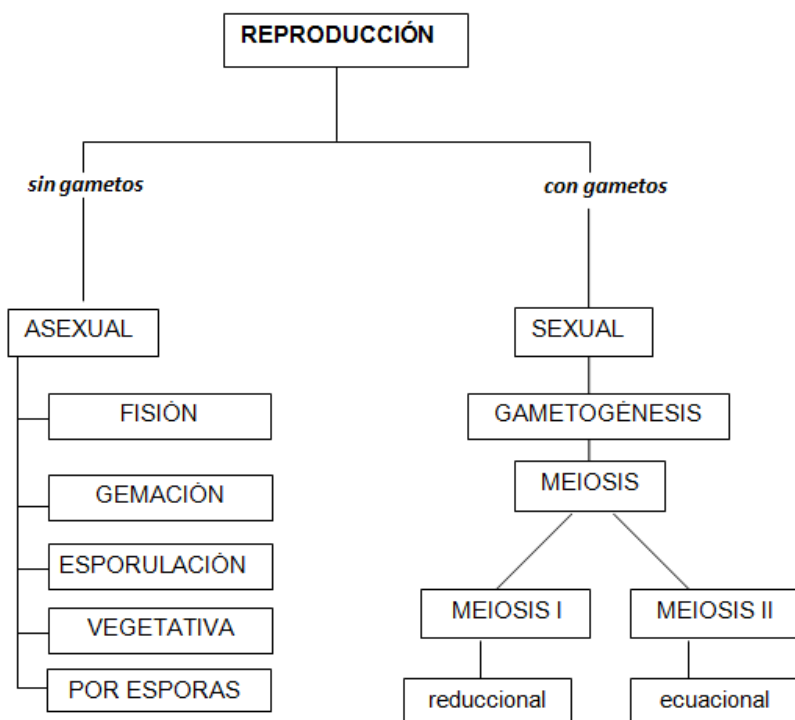 REPRODUCCIÓN
sin gametos
con gametos
ASEXUAL
SEXUAL
FISIÓN
GAMETOGÉNESIS
GEMACIÓN
MEIOSIS
ESPORULACIÓN
VEGETATIVA
MEIOSIS I
MEIOSIS II
POR ESPORAS
reduccional
ecuacional